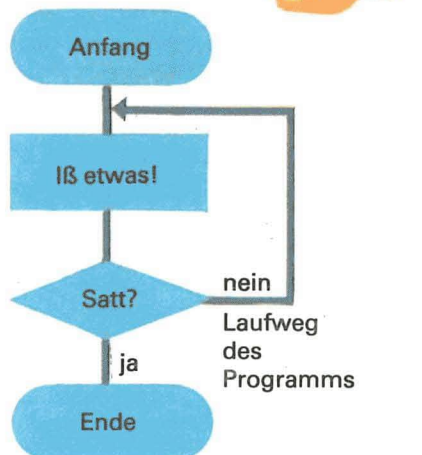 Anfang
Iß etwas!
Satt?
nein
Laufweg
des
Programms
ja
Ende